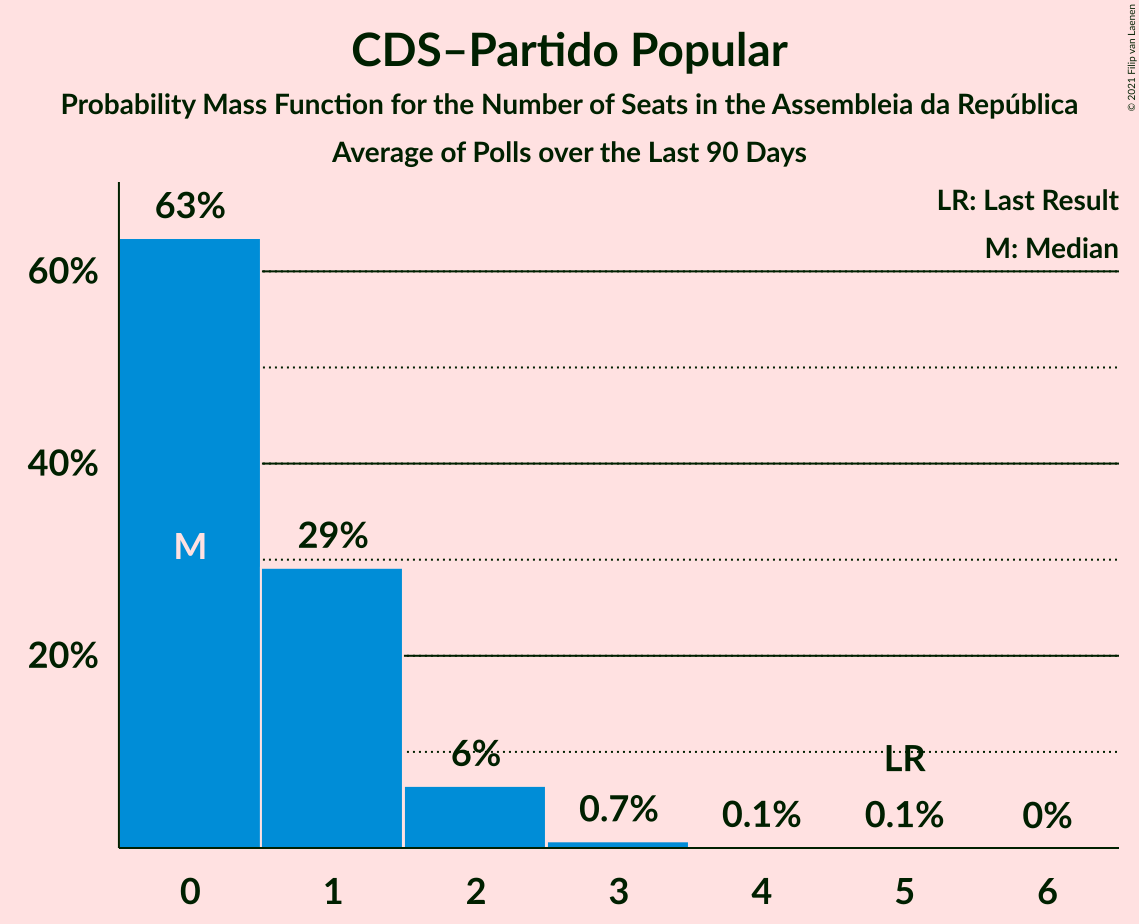 CDS–Partido Popular
Probability Mass Function for the Number of Seats in the Assembleia da República
Average of Polls over the Last 90 Days
© 2021 Filip van Laenen
LR: Last Result
M: Median
63%
60%
40%
M
29%
20%
6%
LR
0.7%
0.1%
0.1%
0%
0 1 2 3 4 5 6